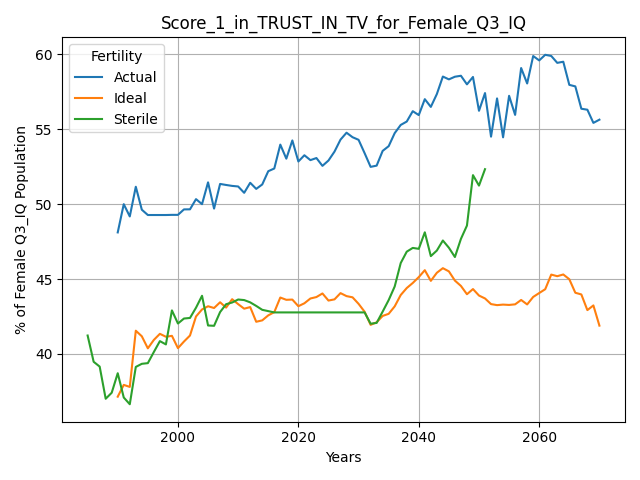 Score_1_in_TRUST_IN_TV_for_Female_Q3_IQ
Fertility
Actual
Ideal
Sterile
% of Female Q3_IQ Population
60
55
50
45
40
2000
2020
2040
2060
Years